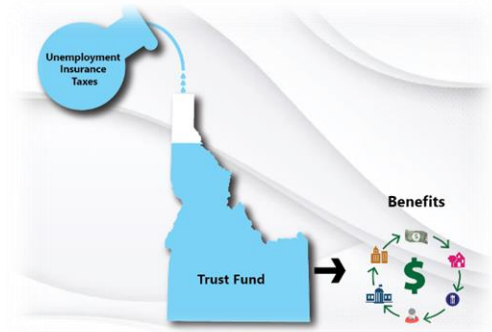 Unemployment
Insurance
Taxes
Benefits
Trust Fund
$